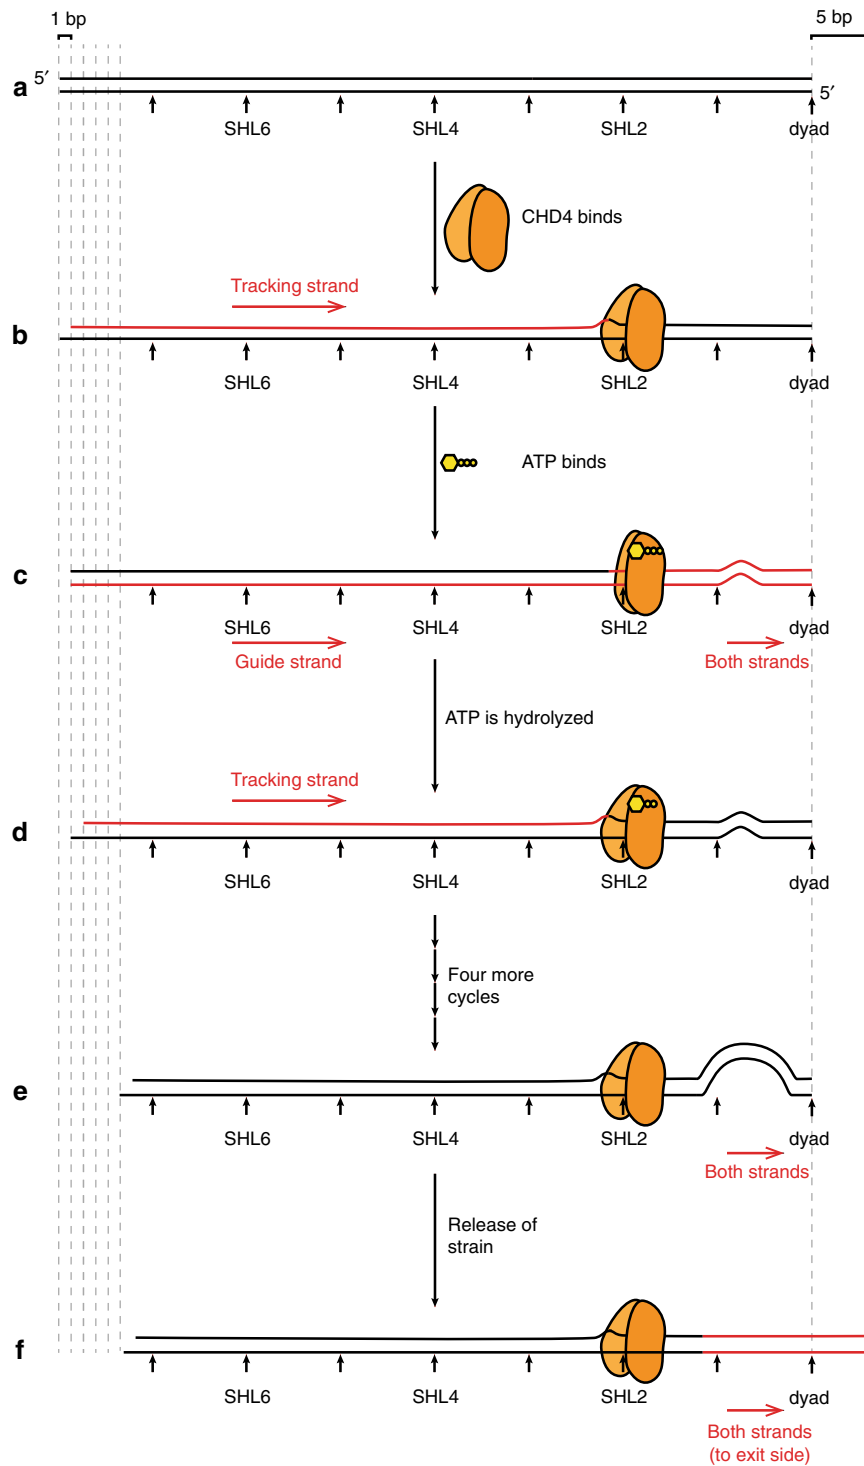 1 bp
5 bp
a
5′
5′
SHL6 SHL4 SHL2 dyad
CHD4 binds
Tracking strand
b
SHL6 SHL4 SHL2 dyad
ATP binds
c
SHL6 SHL4 SHL2 dyad
Guide strand
Both strands
ATP is hydrolyzed
Tracking strand
d
SHL6 SHL4 SHL2 dyad
Four more
cycles
e
SHL6 SHL4 SHL2 dyad
Both strands
Release of
strain
f
SHL6 SHL4 SHL2 dyad
Both strands
(to exit side)